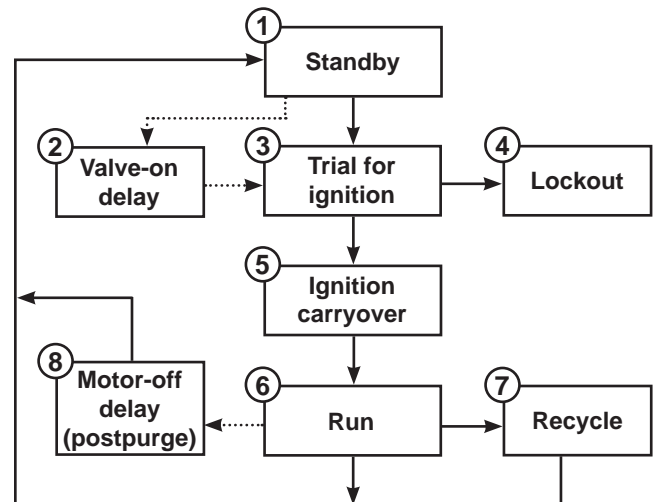 1
Standby
2
Valve-on
delay
3
Trial for
ignition
4
Lockout
5
Ignition
carryover
8
Motor-off
delay
(postpurge)
6
Run
7
Recycle